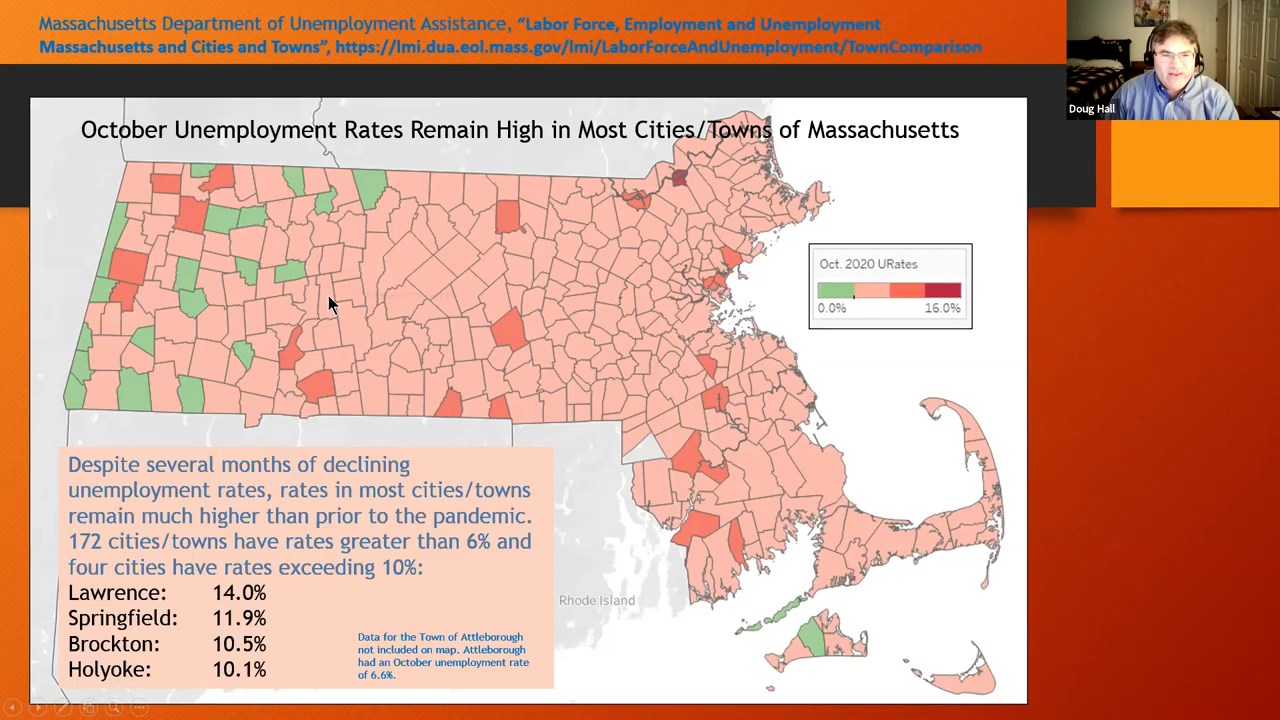 Massachusetts Department of Unemployment Assistance, “Labor Force, Employment and Unemployment
Massachusetts and Cities and Towns”, https://lmi.dua.eol.mass.gov/lmi/LaborForceAndUnemployment/TownComparison
Doug Hall
October Unemployment Rates Remain High in Most Cities/Towns of Massachusetts
Oct. 2020 URates
0.0% 16.0%
Despite several months of declining
unemployment rates, rates in most cities/towns
remain much higher than prior to the pandemic.
172 cities/towns have rates greater than 6% and
four cities have rates exceeding 10%:
Lawrence: 14.0%
Springfield: 11.9%
Brockton: 10.5%
Holyoke: 10.1%
Data for the Town of Attleborough
not included on map. Attleborough
had an October unemployment rate
of 6.6%.
Rhode Island